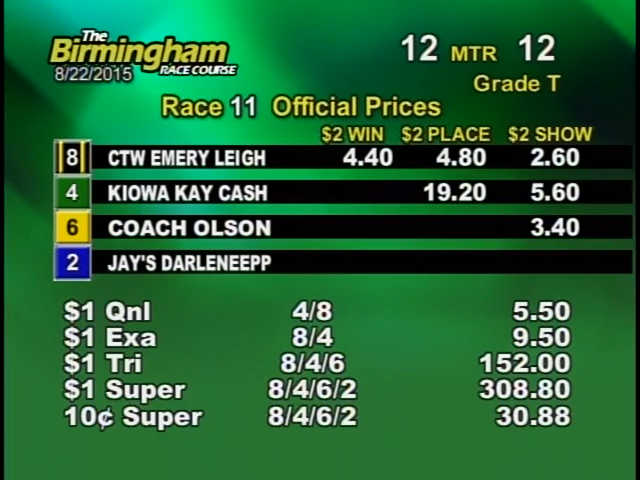 The
Birmingham
RACE COURSE
8/22/2015
12 MTR 12
Grade T
Race 11 Official Prices
$2 WIN $2 PLACE $2 SHOW
8 CTW EMERY LEIGH 4.40 4.80 2.60
4 KIOWA KAY CASH 19.20 5.60
6 COACH OLSON 3.40
2 JAY'S DARLENEEPP
$1 Qnl 4/8 5.50
$1 Exa 8/4 9.50
$1 Tri 8/4/6 152.00
$1 Super 8/4/6/2 308.80
10¢ Super 8/4/6/2 30.88